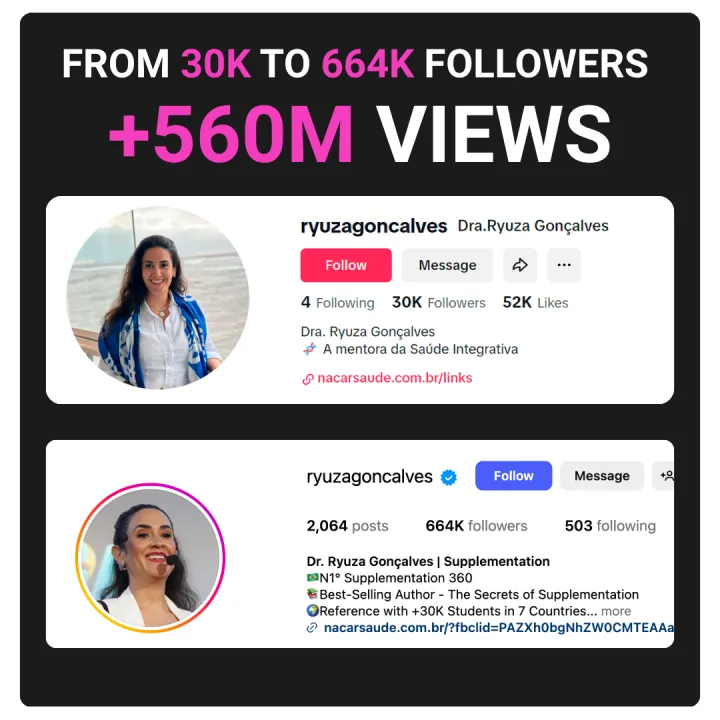 FROM 30K TO 664K FOLLOWERS
+560M VIEWS
ryuzagoncalves Dra.Ryuza Gonçalves
Follow Message
4 Following 30K Followers 52K Likes
Dra. Ryuza Gonçalves
🧬 A mentora da Saúde Integrativa
nacarsaude.com.br/links
ryuzagoncalves Follow Message
2,064 posts 664K followers 503 following
Dr. Ryuza Gonçalves | Supplementation
🇧🇷N1° Supplementation 360
📚Best-Selling Author - The Secrets of Supplementation
🌍Reference with +30K Students in 7 Countries... more
nacarsaude.com.br/?fbclid=PAZXh0bgNhZW0CMTEAAa